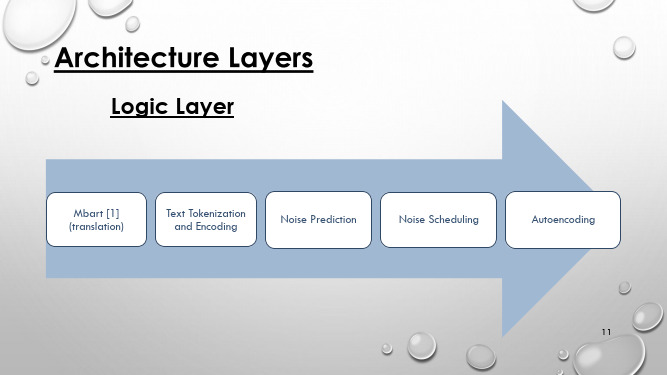 Architecture Layers
Logic Layer
Mbart [1]
(translation)
Text Tokenization
and Encoding
Noise Prediction
Noise Scheduling
Autoencoding
11